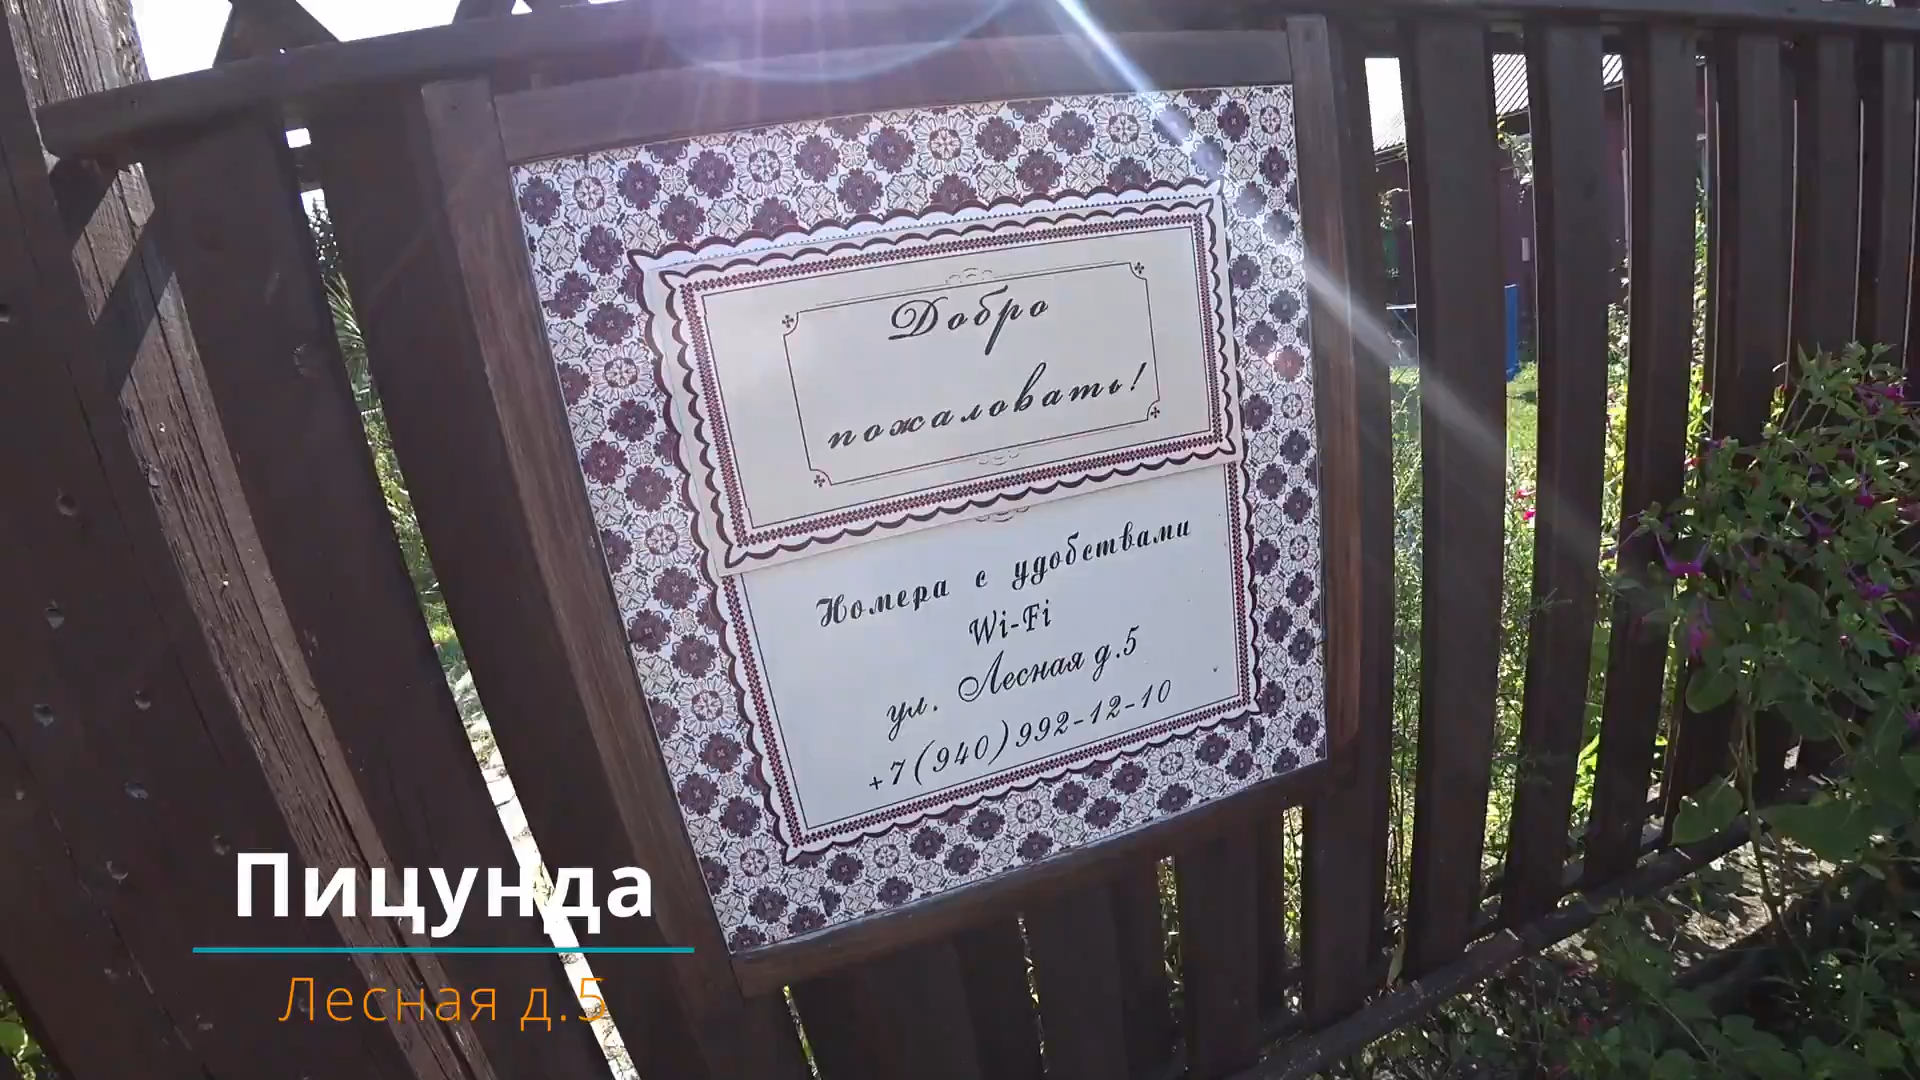 Добро
пожаловать!
Номера с удобствами
Wi-Fi
ул. Лесная д.5
+7(940)992-12-10
Пицунда
Лесная д.5